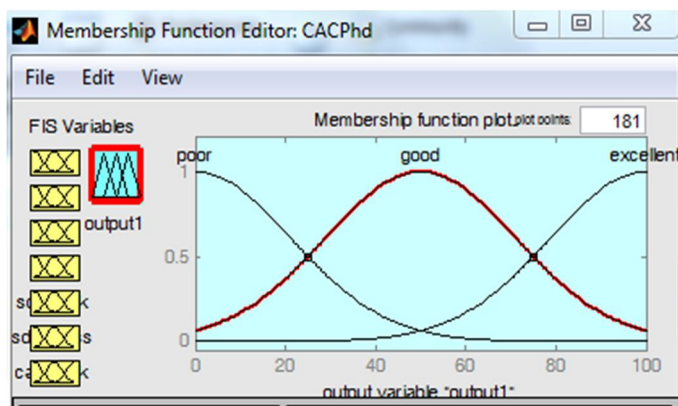 Membership Function Editor: CACPhd
File Edit View
FIS Variables
Membership function plot plot points: 181
poor good excellent
1
0.5
0
output1
0 20 40 60 80 100
output variable "output1"